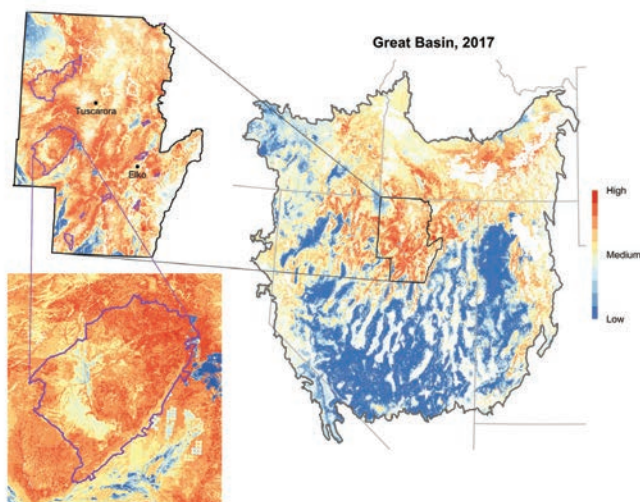 Great Basin, 2017
Tuscarora
Elko
High
Medium
Low